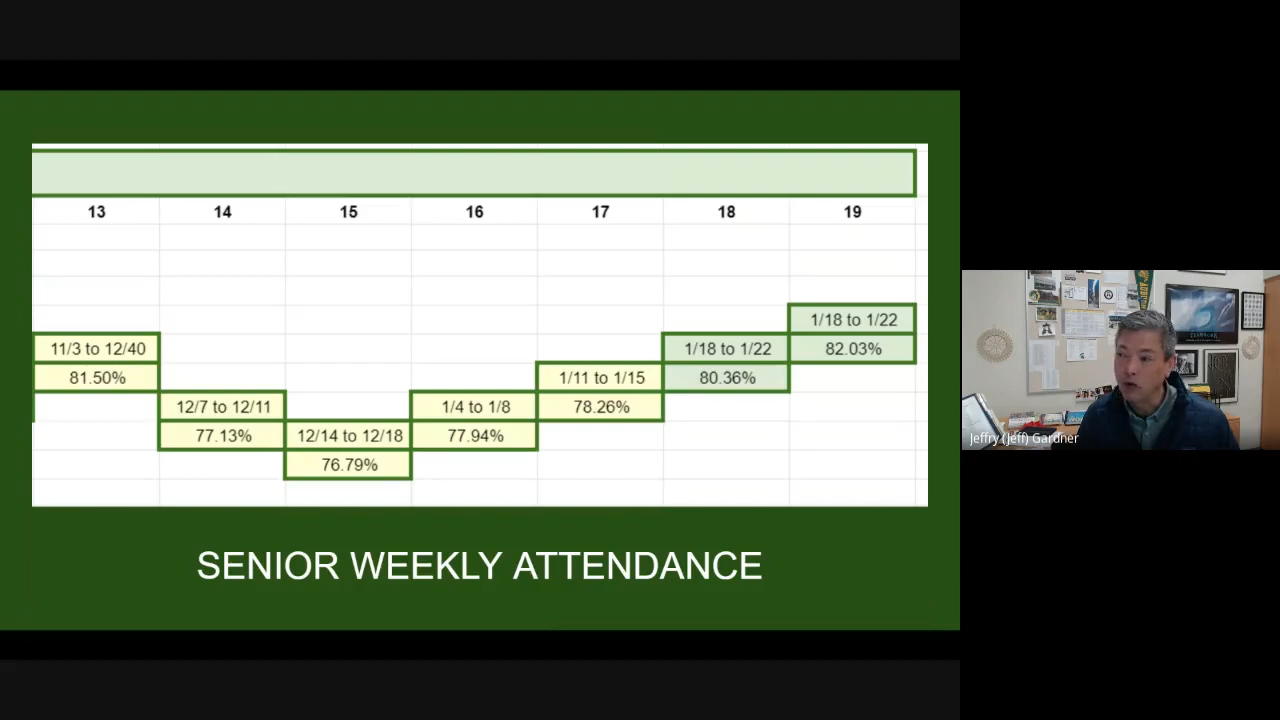 13 14 15 16 17 18 19
1/18 to 1/22
11/3 to 12/40 1/18 to 1/22 82.03%
81.50% 1/11 to 1/15 80.36%
12/7 to 12/11 1/4 to 1/8 78.26%
77.13% 12/14 to 12/18 77.94%
76.79%
SENIOR WEEKLY ATTENDANCE
Jeffry (Jeff) Gardner
TEAMWORK